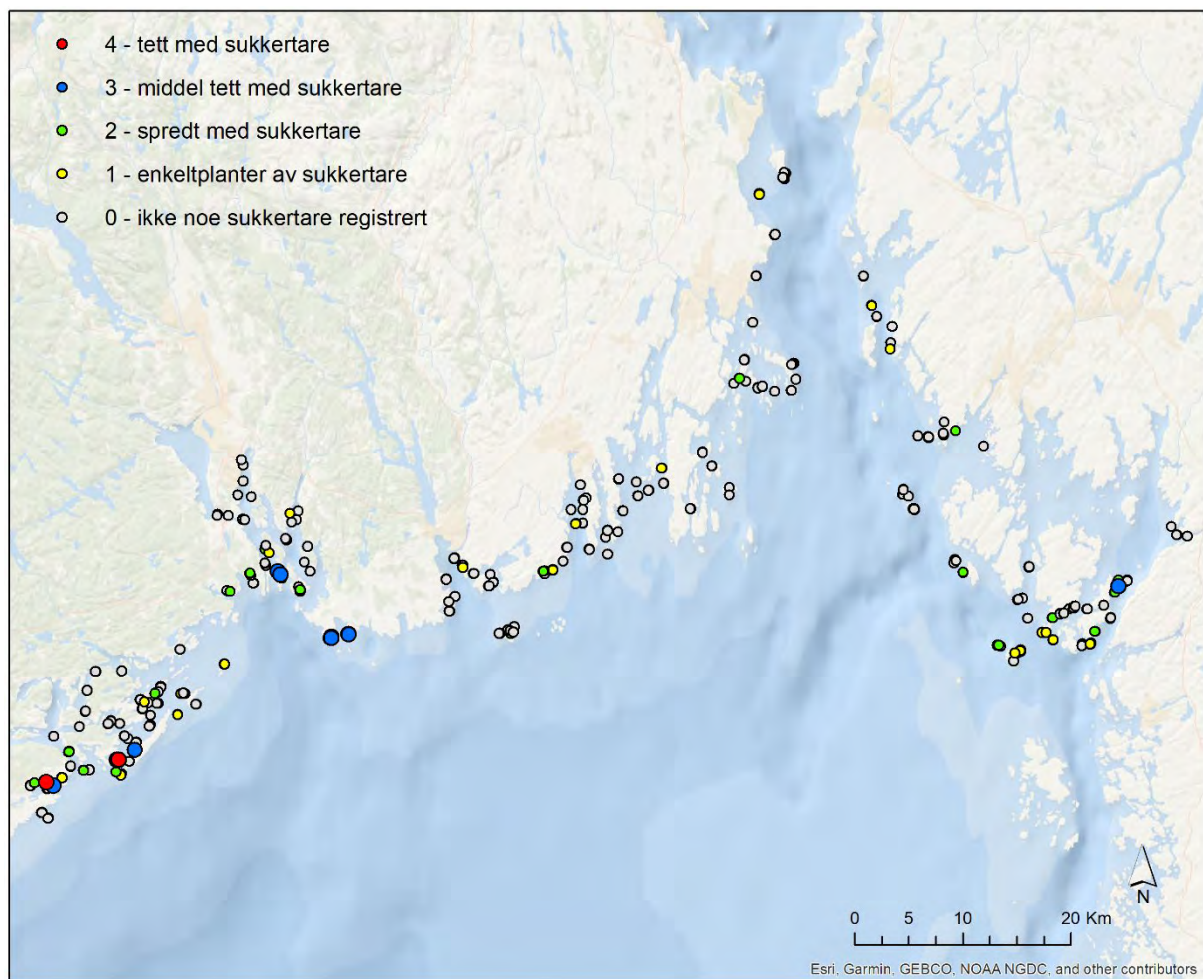 4 - tett med sukkertare
3 - middel tett med sukkertare
2 - spredt med sukkertare
1 - enkeltplanter av sukkertare
0 - ikke noe sukkertare registrert
N
0 5 10 20 Km
Esri, Garmin, GEBCO, NOAA NGDC, and other contributors